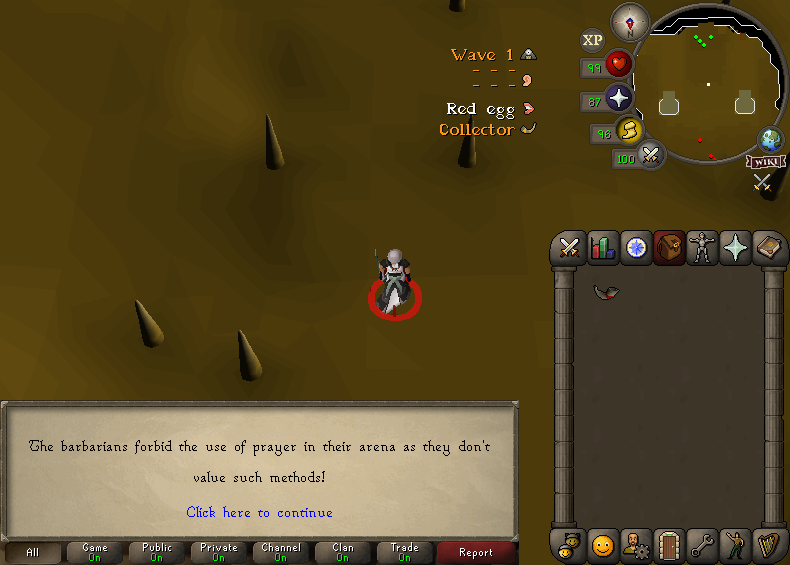 Wave 1
- - -
- - -
Red egg
Collector
XP
N
99
67
96
100
WIKI
The barbarians forbid the use of prayer in their arena as they don't
value such methods!
Click here to continue
All
Game
On
Public
On
Private
On
Channel
On
Clan
On
Trade
On
Report